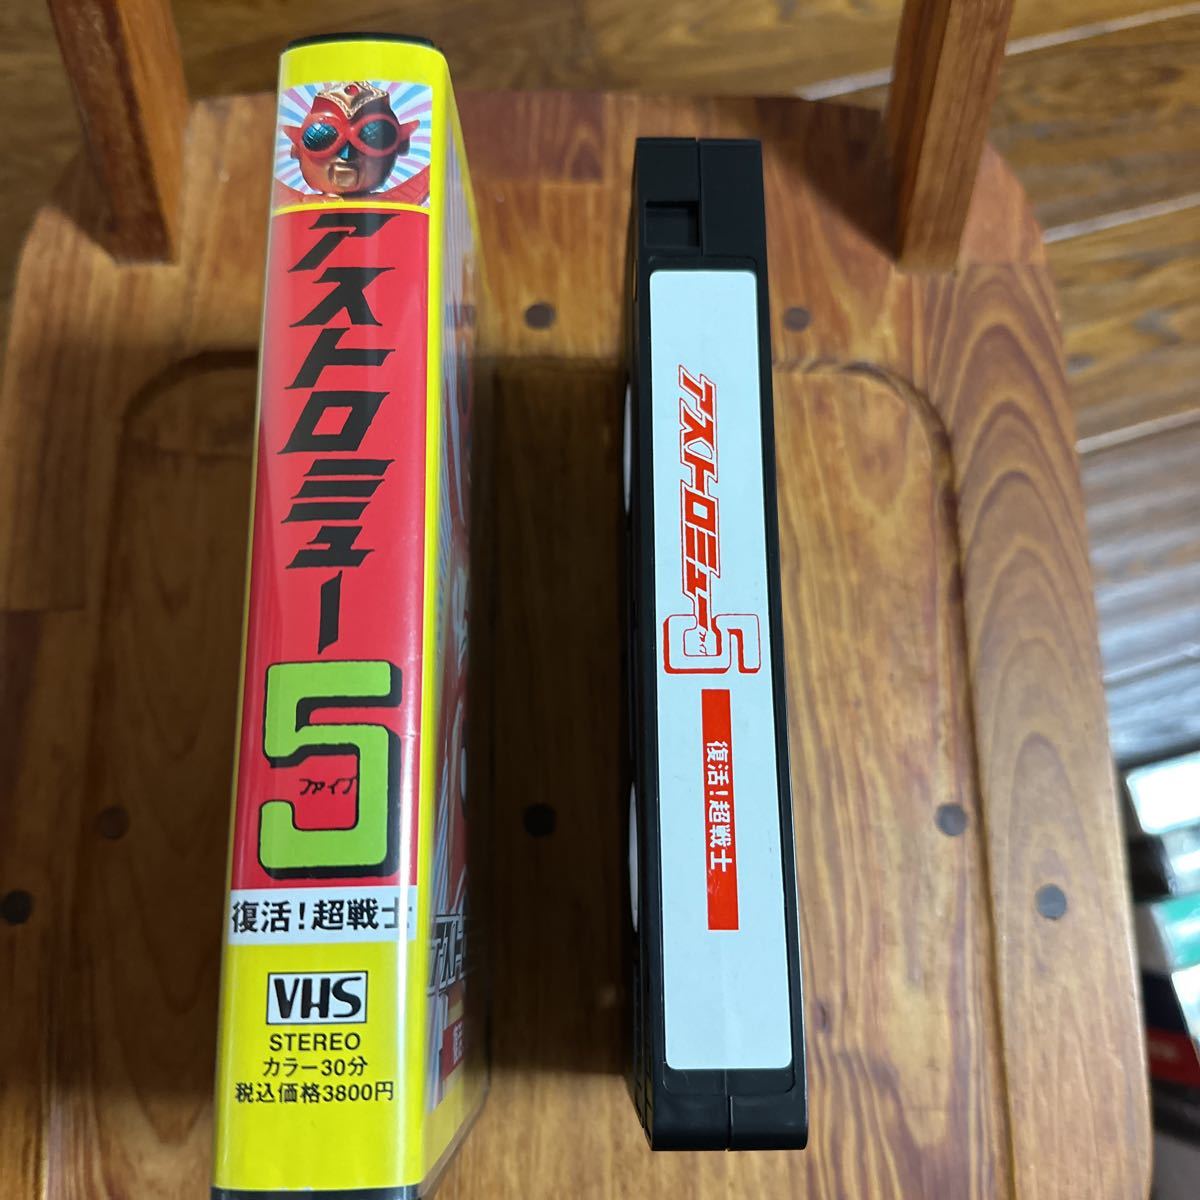 アストロミュー
5
ファイブ
復活!超戦士
VHS
STEREO
カラー30分
税込価格3800円
アストロミュー
5
ファイブ
復活!超戦士